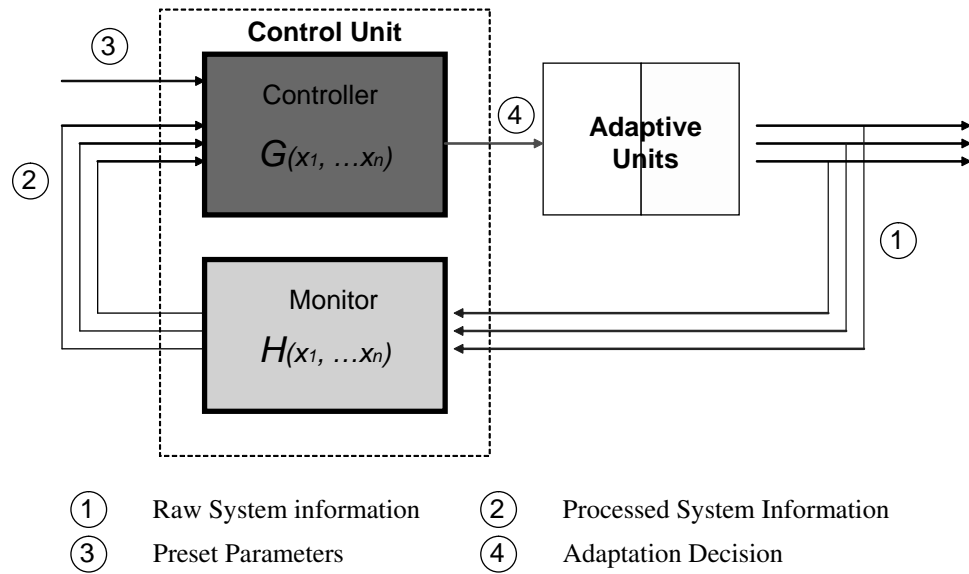 Control Unit
3
Controller
G(x1, ...xn)
4
Adaptive
Units
2
1
Monitor
H(x1, ...xn)
1 Raw System information 2 Processed System Information
3 Preset Parameters 4 Adaptation Decision